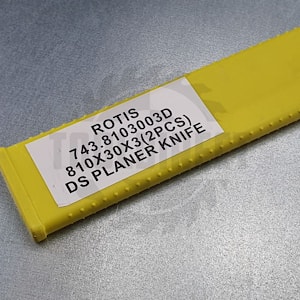 ROTIS
743.8103003D
810X30X3(2PCS)
DS PLANER KNIFE